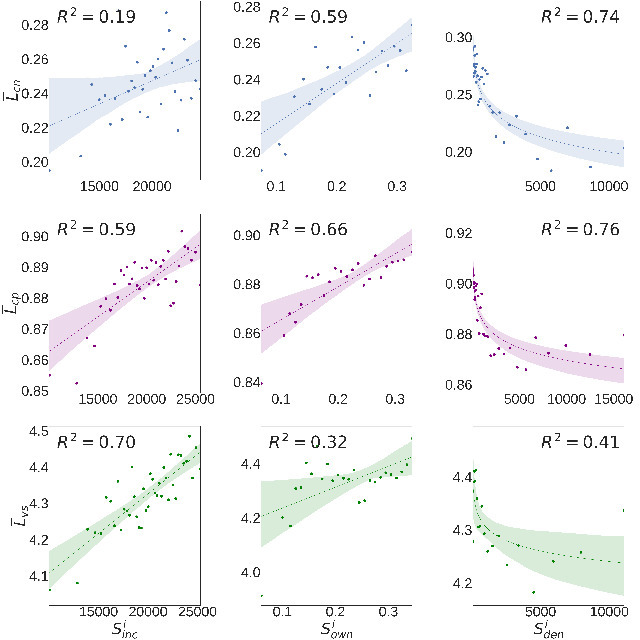 R² = 0.19
0.28
0.26
0.24
0.22
0.20
L̅cn
15000 20000
R² = 0.59
0.28
0.26
0.24
0.22
0.20
0.1 0.2 0.3
R² = 0.74
0.30
0.25
0.20
5000 10000
R² = 0.59
0.90
0.89
0.88
0.87
0.86
0.85
L̅cp
15000 20000 25000
R² = 0.66
0.90
0.88
0.86
0.84
0.1 0.2 0.3
R² = 0.76
0.92
0.90
0.88
0.86
5000 10000 15000
R² = 0.70
4.5
4.4
4.3
4.2
4.1
L̅vs
15000 20000 25000
Sʲinc
R² = 0.32
4.4
4.2
4.0
0.1 0.2 0.3
Sʲown
R² = 0.41
4.4
4.3
4.2
5000 10000
Sʲden